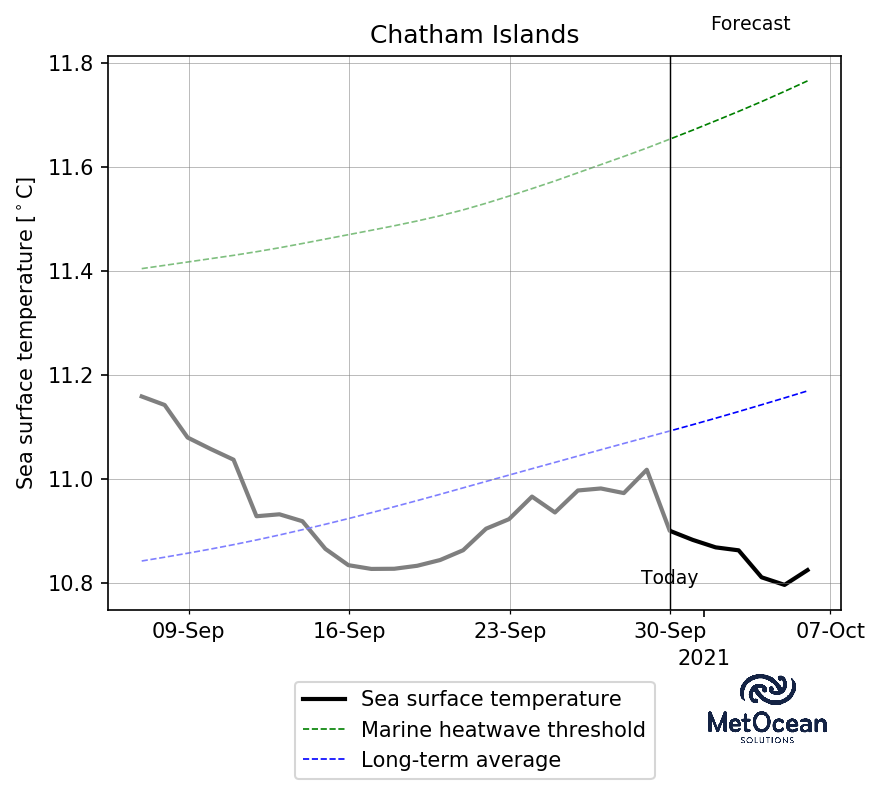 Forecast
Chatham Islands
Sea surface temperature [°C]
11.8
11.6
11.4
11.2
11.0
10.8
Today
09-Sep 16-Sep 23-Sep 30-Sep 07-Oct
2021
Sea surface temperature
Marine heatwave threshold
Long-term average
MetOcean
SOLUTIONS